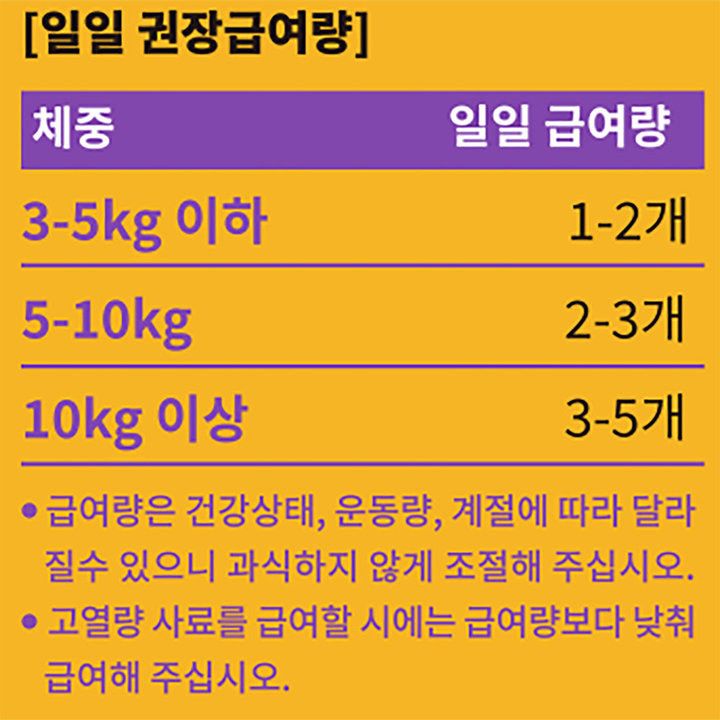 [일일 권장급여량]
체중 일일 급여량
3-5kg 이하 1-2개
5-10kg 2-3개
10kg 이상 3-5개
• 급여량은 건강상태, 운동량, 계절에 따라 달라
질수 있으니 과식하지 않게 조절해 주십시오.
• 고열량 사료를 급여할 시에는 급여량보다 낮춰
급여해 주십시오.